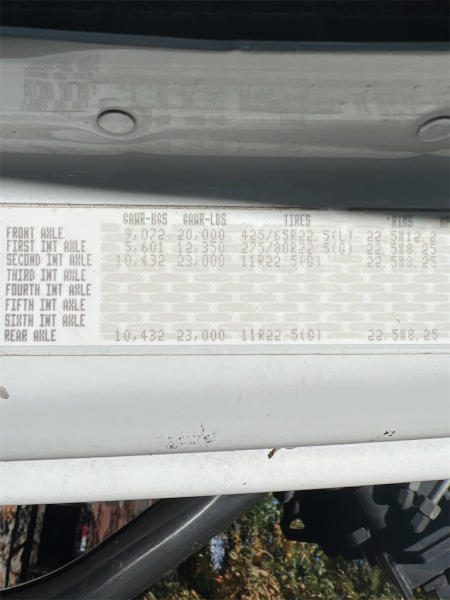 GAWR-KGS GAWR-LBS TIRES RIMS
FRONT AXLE 9,072 20,000 425/65R22.5(L) 22.5X12.2
FIRST INT AXLE 5,601 12,350 275/80R22.5(G) 22.5X8.2
SECOND INT AXLE 10,432 23,000 11R22.5(G) 22.5X8.25
THIRD INT AXLE
FOURTH INT AXLE
FIFTH INT AXLE
SIXTH INT AXLE
REAR AXLE 10,432 23,000 11R22.5(G) 22.5X8.25